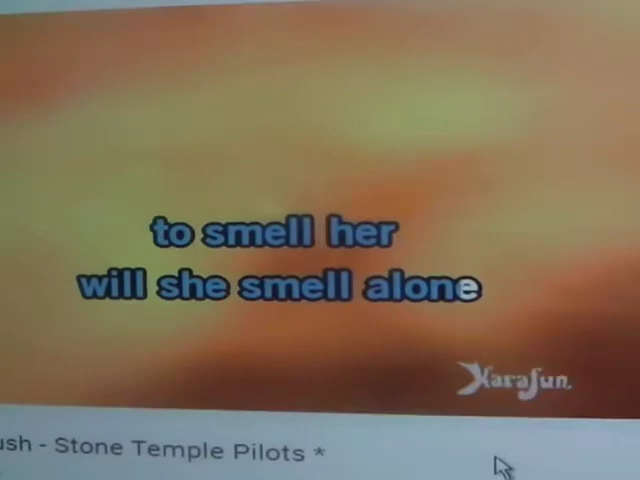 to smell her
will she smell alone
KaraFun.
ush - Stone Temple Pilots *